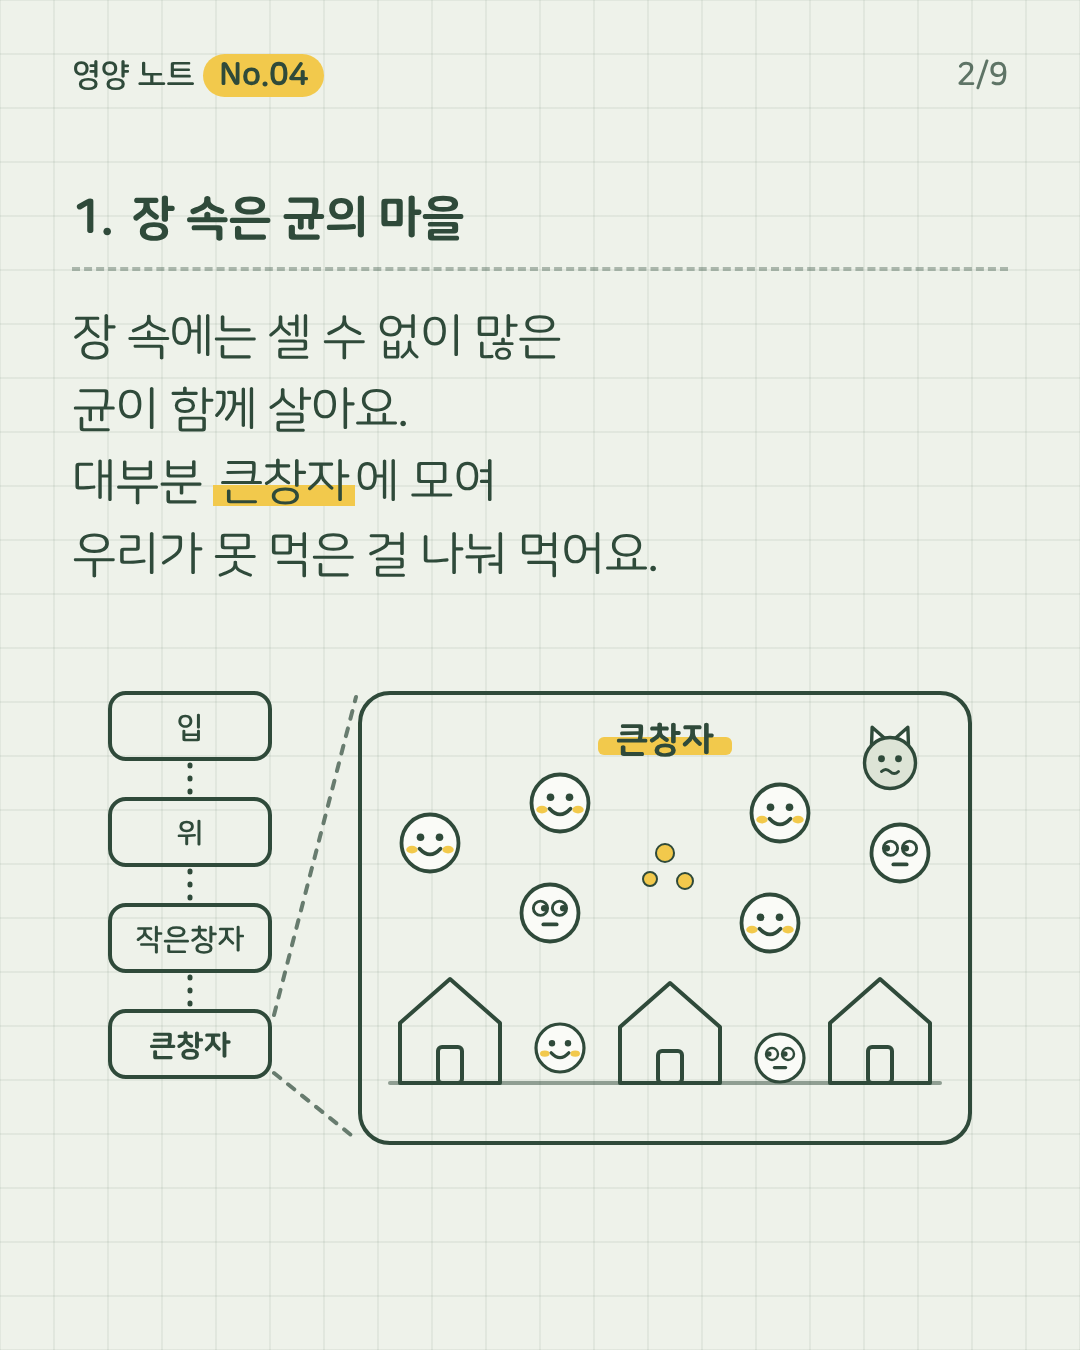 영양 노트 No.04
2/9
1. 장 속은 균의 마을
장 속에는 셀 수 없이 많은
균이 함께 살아요.
대부분 큰창자에 모여
우리가 못 먹은 걸 나눠 먹어요.
입
위
작은창자
큰창자
큰창자